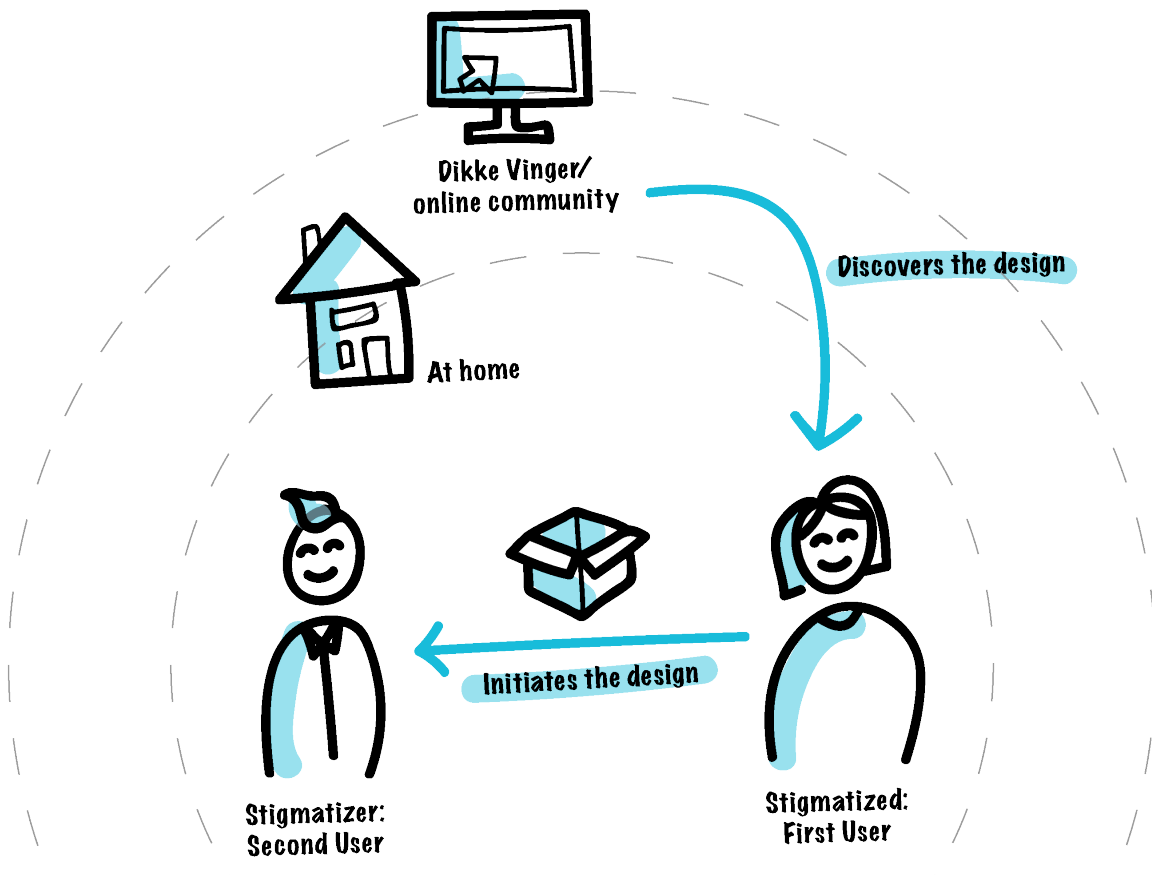 Dikke Vinger/
online community
Discovers the design
At home
Initiates the design
Stigmatizer:
Second User
Stigmatized:
First User